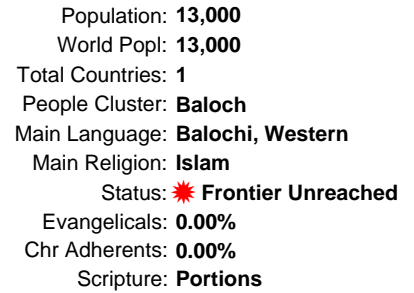 Population: 13,000
World Popl: 13,000
Total Countries: 1
People Cluster: Baloch
Main Language: Balochi, Western
Main Religion: Islam
Status: Frontier Unreached
Evangelicals: 0.00%
Chr Adherents: 0.00%
Scripture: Portions